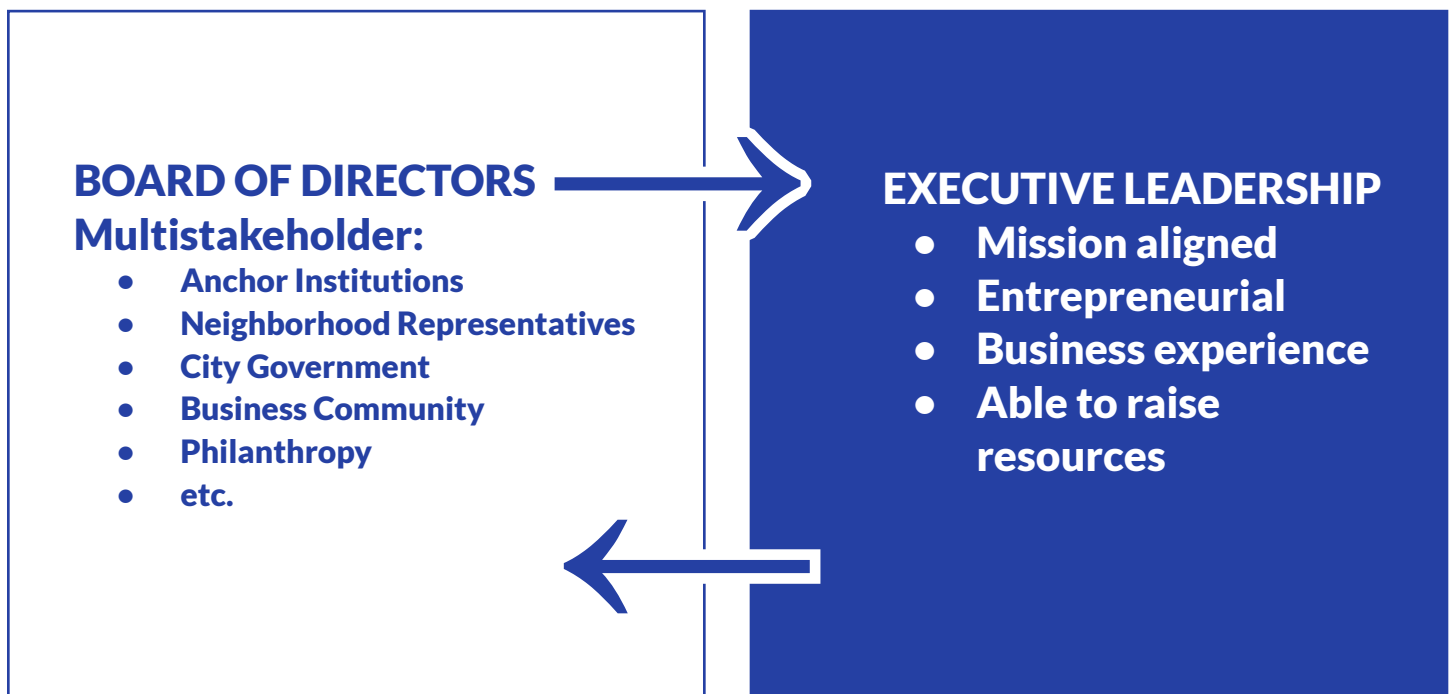 BOARD OF DIRECTORS
Multistakeholder:
● Anchor Institutions
● Neighborhood Representatives
● City Government
● Business Community
● Philanthropy
● etc.
EXECUTIVE LEADERSHIP
● Mission aligned
● Entrepreneurial
● Business experience
● Able to raise
resources